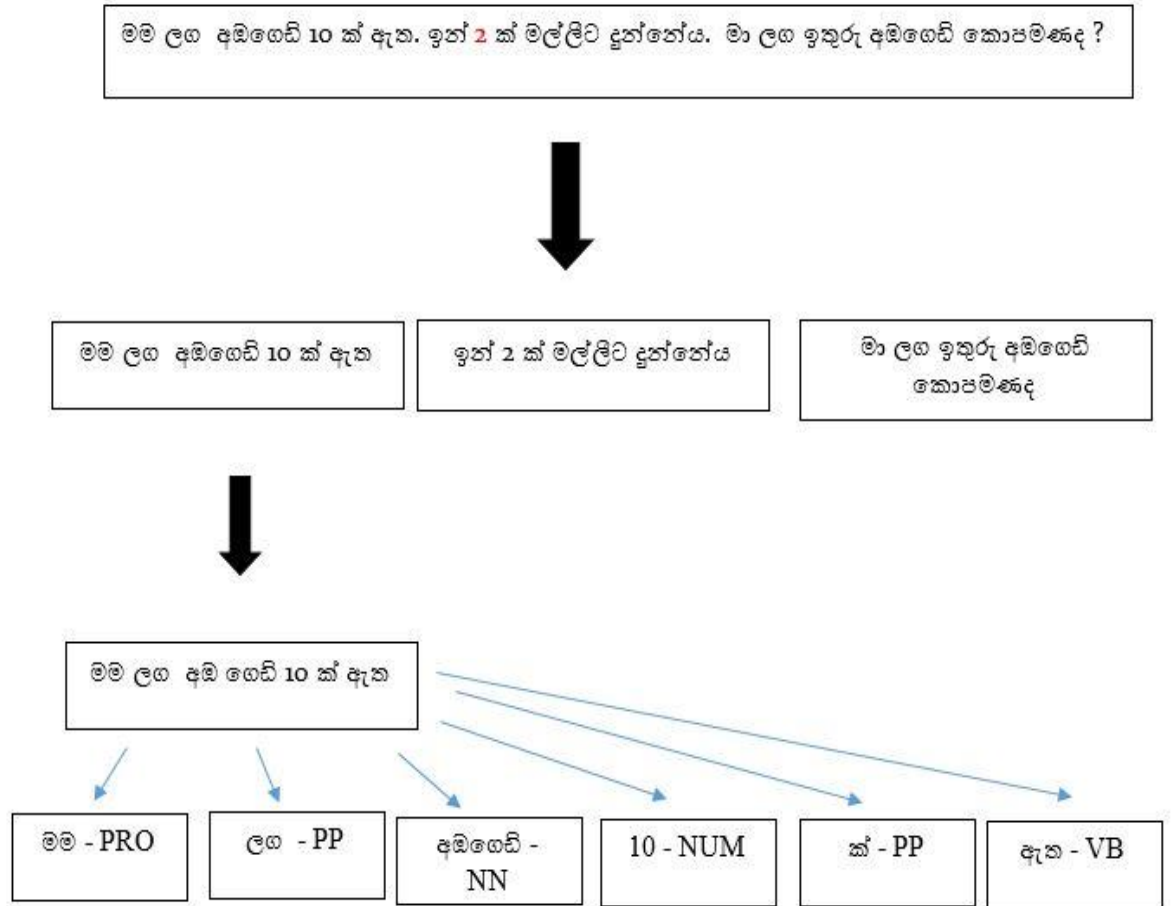 මම ලග අඹගෙඩි 10 ක් ඇත. ඉන් 2 ක් මල්ලිට දුන්නේය. මා ලග ඉතුරු අඹගෙඩි කොපමණද ?
මම ලග අඹගෙඩි 10 ක් ඇත
ඉන් 2 ක් මල්ලිට දුන්නේය
මා ලග ඉතුරු අඹගෙඩි
කොපමණද
මම ලග අඹ ගෙඩි 10 ක් ඇත
මම - PRO
ලග - PP
අඹගෙඩි -
NN
10 - NUM
ක් - PP
ඇත - VB